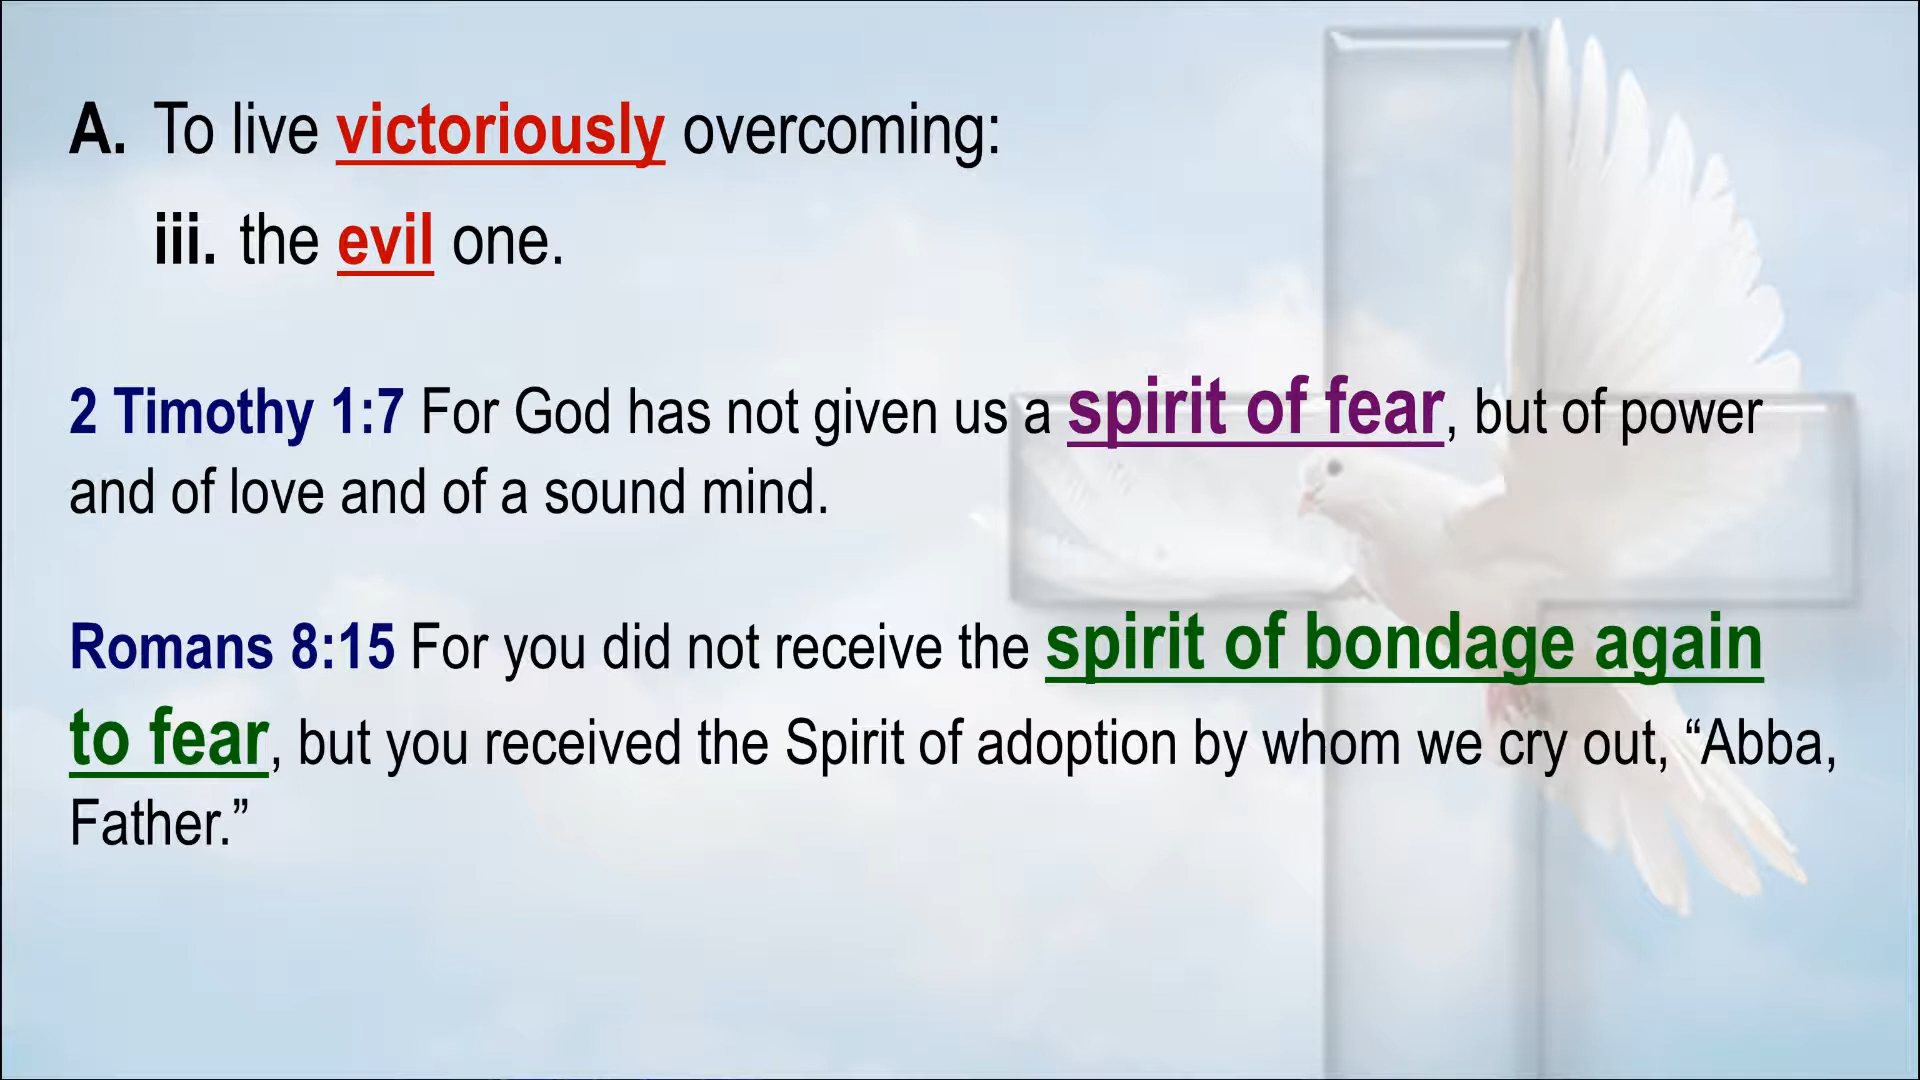 A. To live victoriously overcoming:
iii. the evil one.
2 Timothy 1:7 For God has not given us a spirit of fear, but of power
and of love and of a sound mind.
Romans 8:15 For you did not receive the spirit of bondage again
to fear, but you received the Spirit of adoption by whom we cry out, “Abba,
Father.”